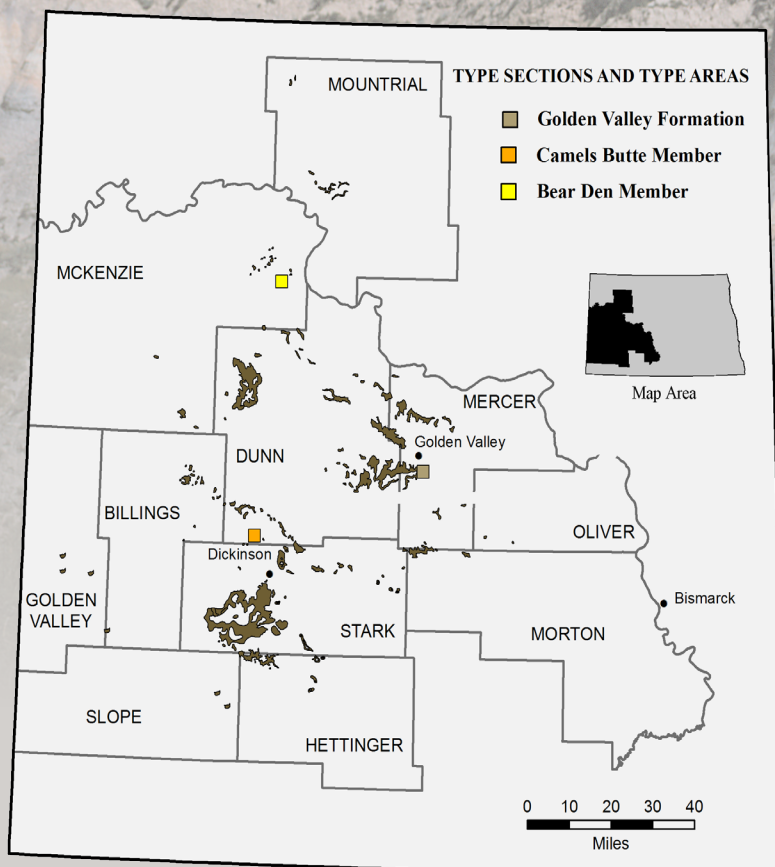 MOUNTRIAL
TYPE SECTIONS AND TYPE AREAS
Golden Valley Formation
Camels Butte Member
Bear Den Member
MCKENZIE
Map Area
MERCER
Golden Valley
DUNN
BILLINGS
OLIVER
Dickinson
GOLDEN
VALLEY
Bismarck
STARK
MORTON
SLOPE
HETTINGER
0 10 20 30 40
Miles